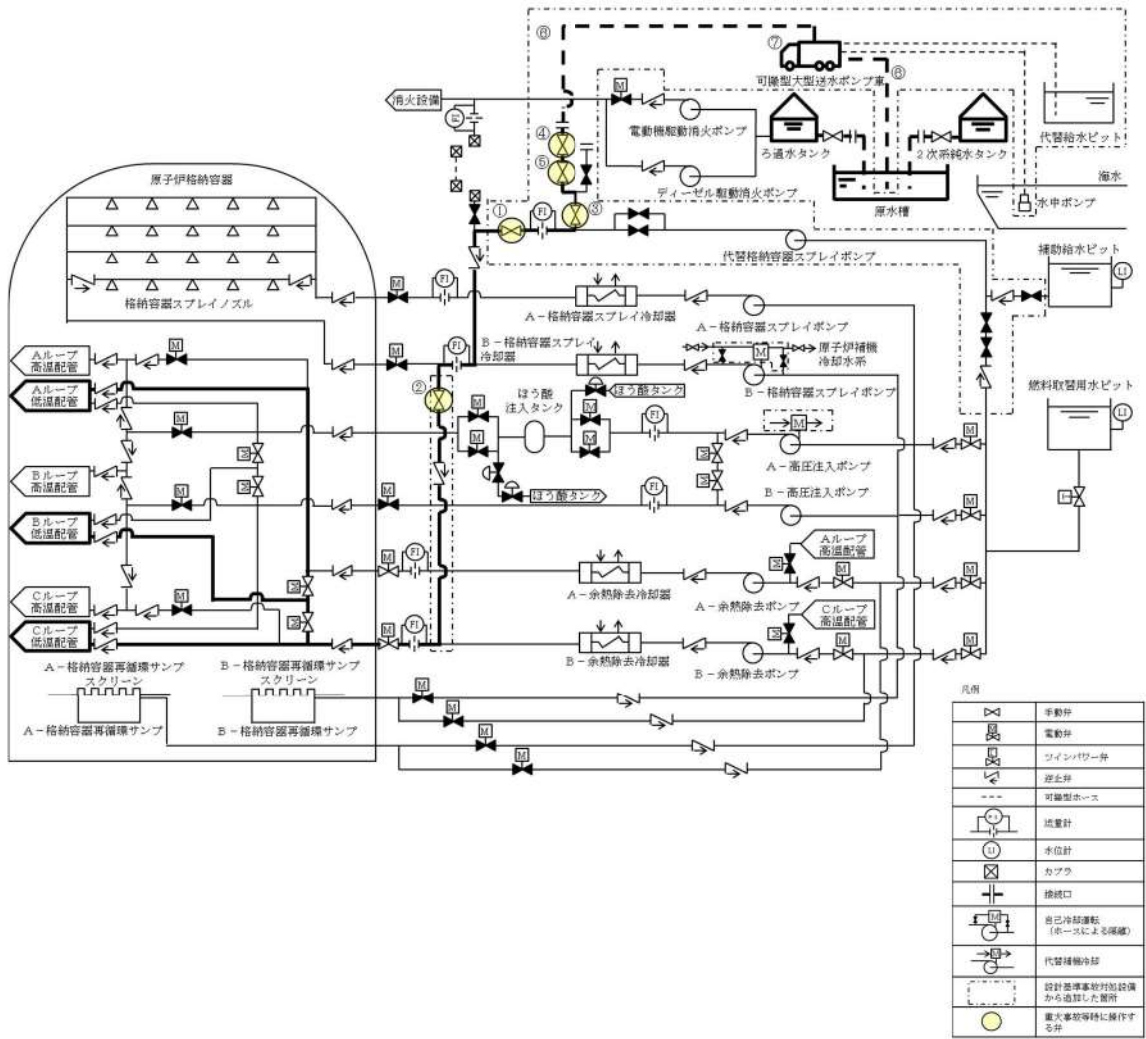 ⑥
⑦
⑧
可搬型大型送水ポンプ車
消火設備
M
FI
④
電動機駆動消火ポンプ
ろ過水タンク
2次系純水タンク
代替給水ピット
⑤
海水
ディーゼル駆動消火ポンプ
原水槽
水中ポンプ
原子炉格納容器
①
FI
③
代替格納容器スプレイポンプ
補助給水ピット
LI
格納容器スプレイノズル
M
FI
A-格納容器スプレイ冷却器
A-格納容器スプレイポンプ
B-格納容器スプレイ
冷却器
原子炉補機
冷却水系
M
FI
M
B-格納容器スプレイポンプ
Aループ
高温配管
M
②
ほう酸
注入タンク
ほう酸タンク
燃料取替用水ピット
LI
Aループ
低温配管
M
M
M
M
M
FI
M
M
A-高圧注入ポンプ
M
M
Bループ
高温配管
M
M
ほう酸タンク
M
M
FI
B-高圧注入ポンプ
M
Bループ
低温配管
Aループ
高温配管
M
FI
M
M
M
Cループ
高温配管
M
M
A-余熱除去冷却器
A-余熱除去ポンプ
Cループ
高温配管
Cループ
低温配管
M
M
FI
M
M
M
B-余熱除去冷却器
B-余熱除去ポンプ
A-格納容器再循環サンプ
スクリーン
B-格納容器再循環サンプ
スクリーン
A-格納容器再循環サンプ
B-格納容器再循環サンプ
M
M
M
M
凡例
手動弁
電動弁
ツインパワー弁
逆止弁
可搬型ホース
流量計
LI
水位計
カプラ
接続口
M
自己冷却運転
(ホースによる隔離)
M
代替補機冷却
設計基準事故対処設備
から追加した箇所
重大事故等時に操作す
る弁